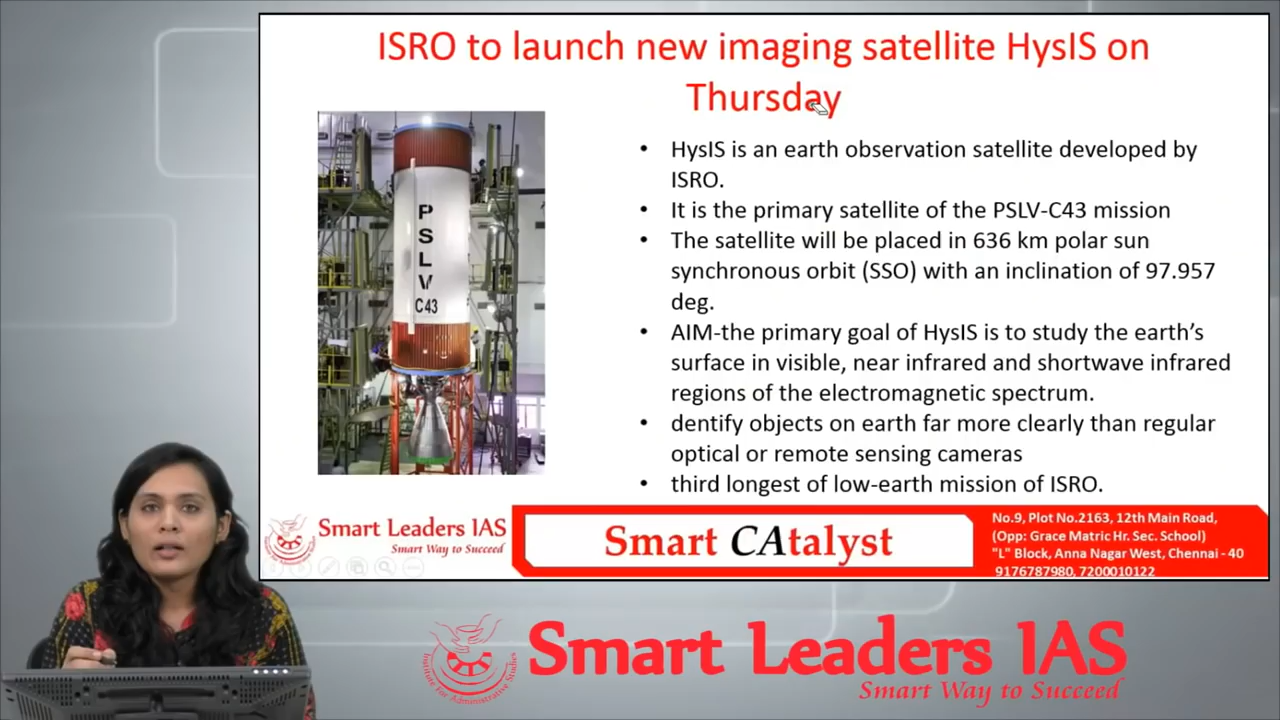 ISRO to launch new imaging satellite HysIS on
Thursday
PSLV
C43
• HysIS is an earth observation satellite developed by
ISRO.
• It is the primary satellite of the PSLV-C43 mission
• The satellite will be placed in 636 km polar sun
synchronous orbit (SSO) with an inclination of 97.957
deg.
• AIM-the primary goal of HysIS is to study the earth's
surface in visible, near infrared and shortwave infrared
regions of the electromagnetic spectrum.
• dentify objects on earth far more clearly than regular
optical or remote sensing cameras
• third longest of low-earth mission of ISRO.
Smart Leaders IAS
Smart Way to Succeed
Smart CAtalyst
No.9, Plot No.2163, 12th Main Road,
(Opp: Grace Matric Hr. Sec. School)
"L" Block, Anna Nagar West, Chennai - 40
9176787980, 7200010122
Institute For Administrative Studies
Smart Leaders IAS
Smart Way to Succeed